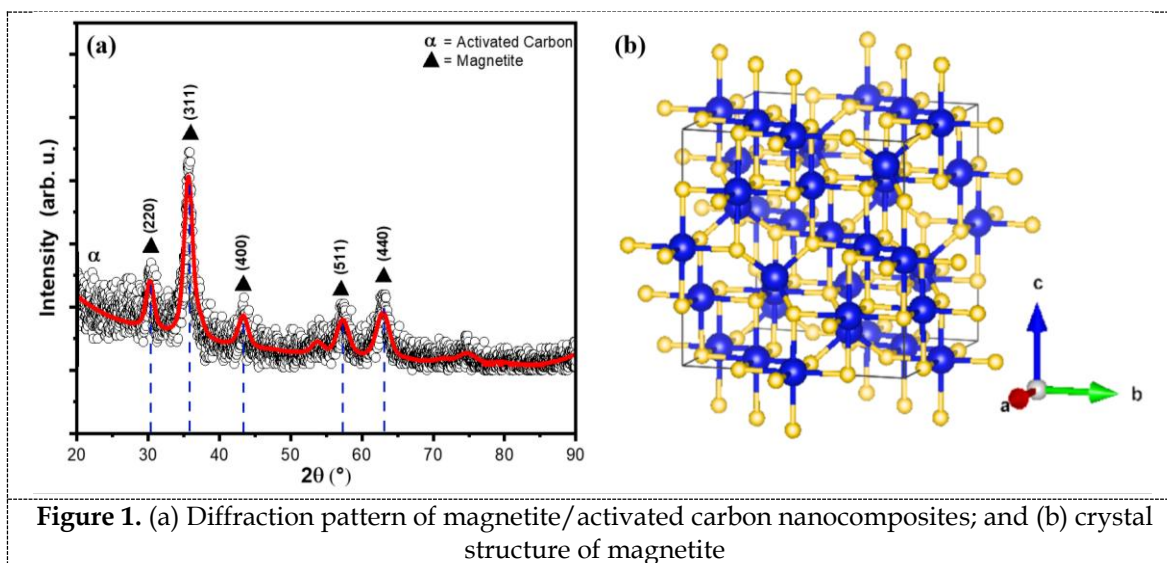 (a)
α = Activated Carbon
▲ = Magnetite
(b)
(220)
(311)
(400)
(511)
(440)
α
Intensity (arb. u.)
20 30 40 50 60 70 80 90
2θ (°)
c
a
b
Figure 1. (a) Diffraction pattern of magnetite/activated carbon nanocomposites; and (b) crystal
structure of magnetite